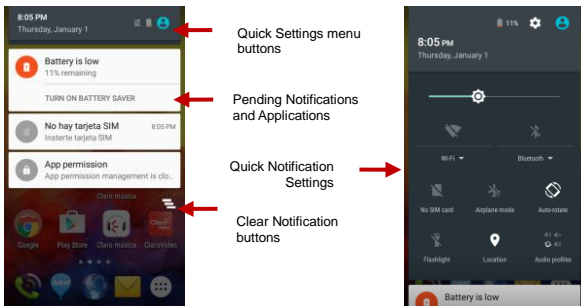 8:05 PM
Thursday, January 1
Battery is low
11% remaining
TURN ON BATTERY SAVER
No hay tarjeta SIM
8:05 PM
Insterte tarjeta SIM
App permission
App permission management is clo..
Claro música
Google
Play Store
Claro música
ClaroVideo
Quick Settings menu
buttons
Pending Notifications
and Applications
Quick Notification
Settings
Clear Notification
buttons
11%
8:05 PM
Thursday, January 1
Wi-Fi
Bluetooth
No SIM card
Airplane mode
Auto-rotate
Flashlight
Location
Audio profiles
Battery is low